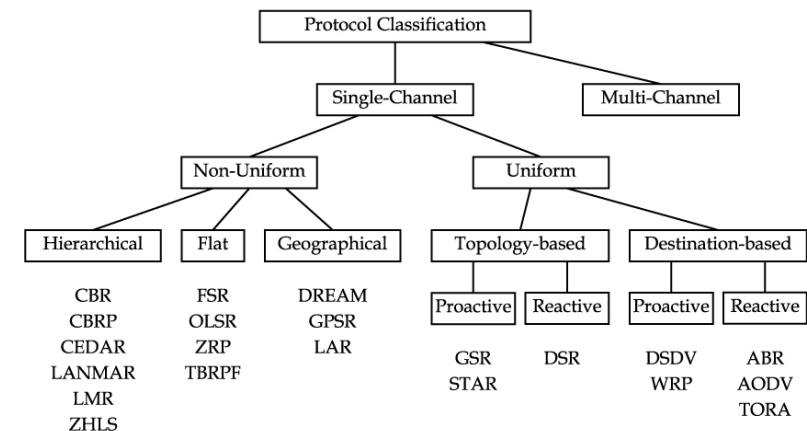 Protocol Classification
Single-Channel Multi-Channel
Non-Uniform Uniform
Hierarchical Flat Geographical Topology-based Destination-based
CBR FSR DREAM Proactive Reactive Proactive Reactive
CBRP OLSR GPSR
CEDAR ZRP LAR GSR DSR DSDV ABR
LANMAR TBRPF STAR WRP AODV
LMR TORA
ZHLS